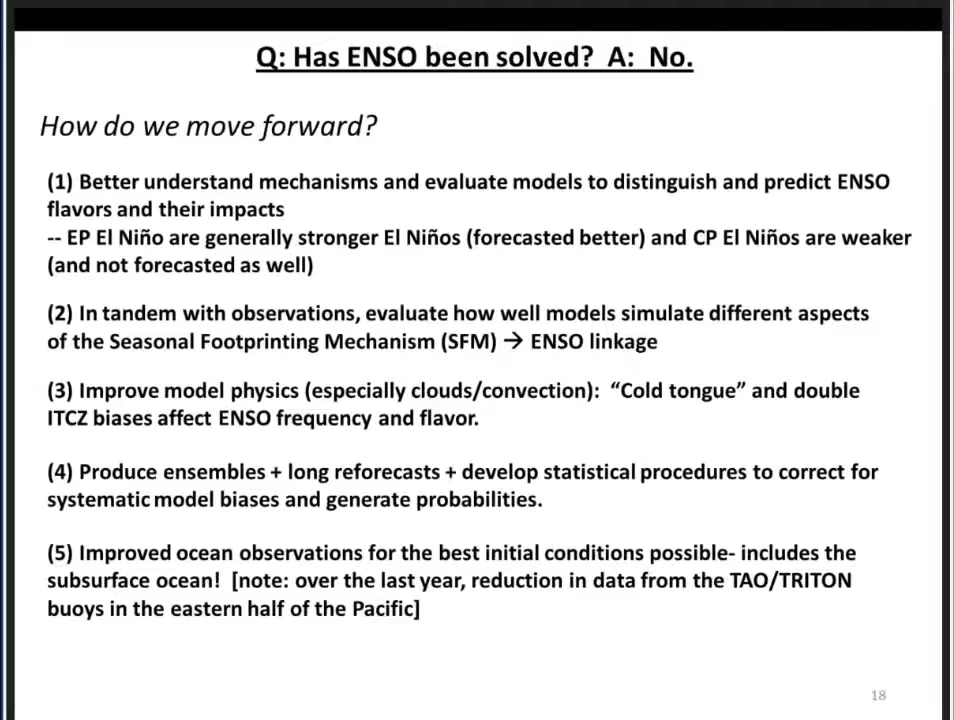 Q: Has ENSO been solved? A: No.
How do we move forward?
(1) Better understand mechanisms and evaluate models to distinguish and predict ENSO
flavors and their impacts
-- EP El Niño are generally stronger El Niños (forecasted better) and CP El Niños are weaker
(and not forecasted as well)
(2) In tandem with observations, evaluate how well models simulate different aspects
of the Seasonal Footprinting Mechanism (SFM) → ENSO linkage
(3) Improve model physics (especially clouds/convection): “Cold tongue” and double
ITCZ biases affect ENSO frequency and flavor.
(4) Produce ensembles + long reforecasts + develop statistical procedures to correct for
systematic model biases and generate probabilities.
(5) Improved ocean observations for the best initial conditions possible- includes the
subsurface ocean! [note: over the last year, reduction in data from the TAO/TRITON
buoys in the eastern half of the Pacific]
18